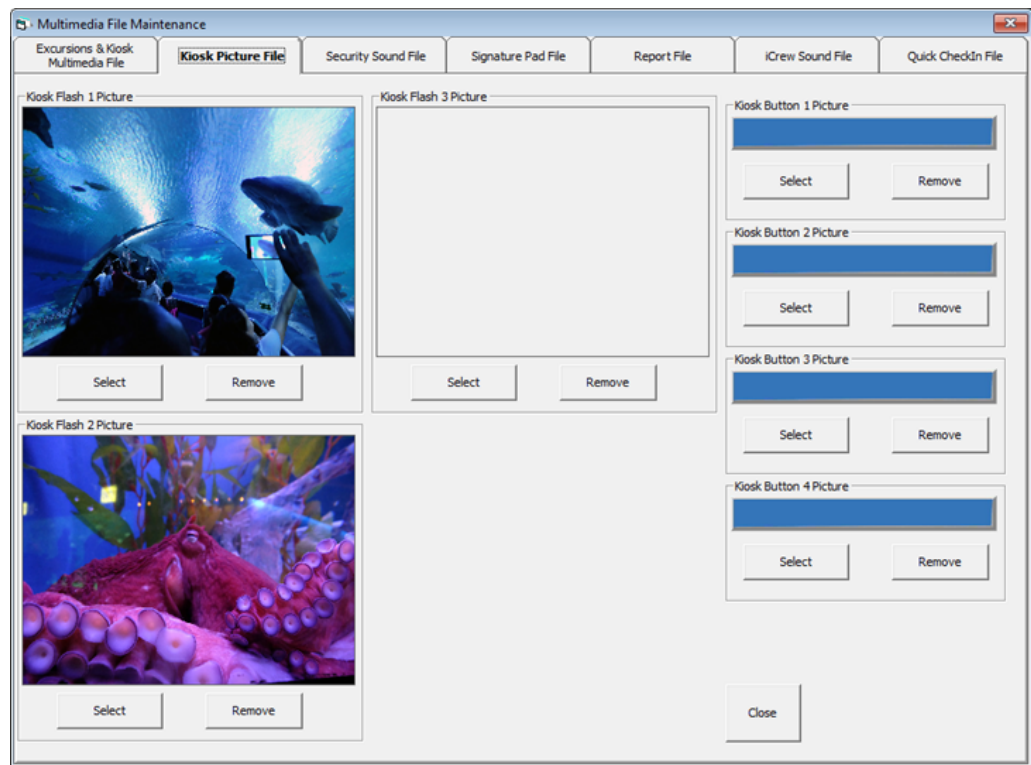 Multimedia File Maintenance
Excursions & Kiosk
Multimedia File
Kiosk Picture File
Security Sound File
Signature Pad File
Report File
iCrew Sound File
Quick CheckIn File
Kiosk Flash 1 Picture
Select
Remove
Kiosk Flash 2 Picture
Select
Remove
Kiosk Flash 3 Picture
Select
Remove
Kiosk Button 1 Picture
Select
Remove
Kiosk Button 2 Picture
Select
Remove
Kiosk Button 3 Picture
Select
Remove
Kiosk Button 4 Picture
Select
Remove
Close